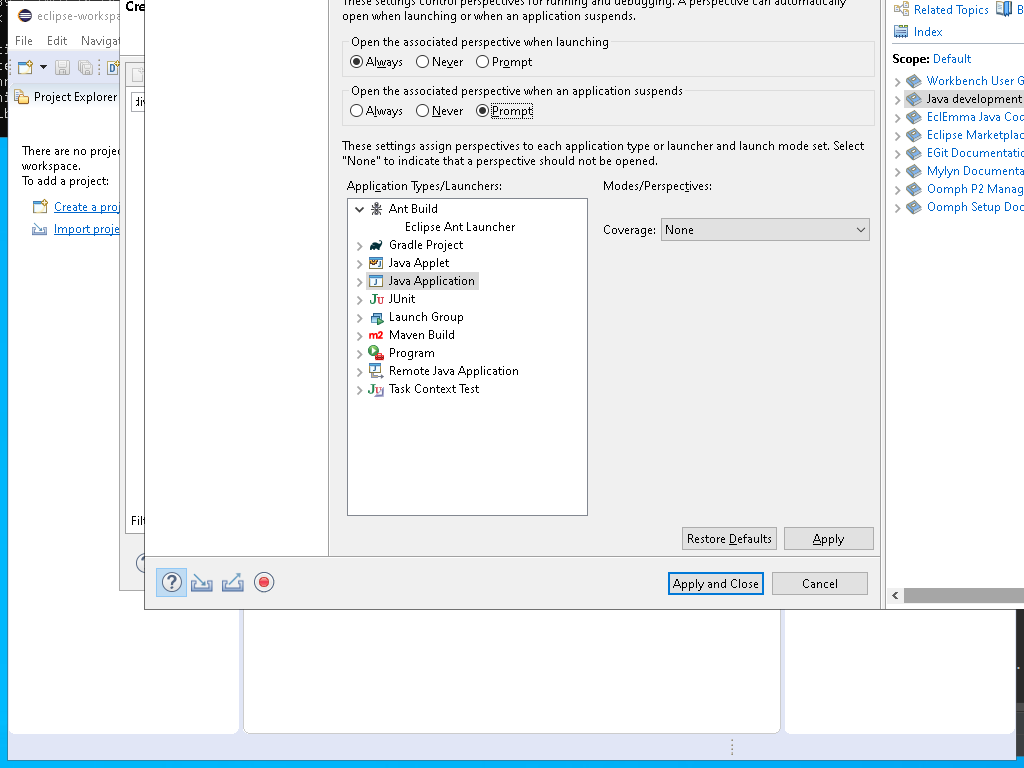 eclipse-workspa
Cre
These settings control perspectives for running and debugging. A perspective can automatically
open when launching or when an application suspends.
Related Topics
B
File Edit Navigat
Index
Open the associated perspective when launching
Always Never Prompt
Scope: Default
Workbench User G
Java development
EclEmma Java Cod
Eclipse Marketplac
EGit Documentatio
Mylyn Documenta
Oomph P2 Manag
Oomph Setup Doc
Project Explorer
Open the associated perspective when an application suspends
Always Never Prompt
There are no projec
workspace.
To add a project:
Create a proj
Import proje
These settings assign perspectives to each application type or launcher and launch mode set. Select
"None" to indicate that a perspective should not be opened.
Application Types/Launchers:
Modes/Perspectives:
Ant Build
Eclipse Ant Launcher
Gradle Project
Java Applet
Java Application
JUnit
Launch Group
Maven Build
Program
Remote Java Application
Task Context Test
Coverage: None
Filt
Restore Defaults Apply
Apply and Close Cancel